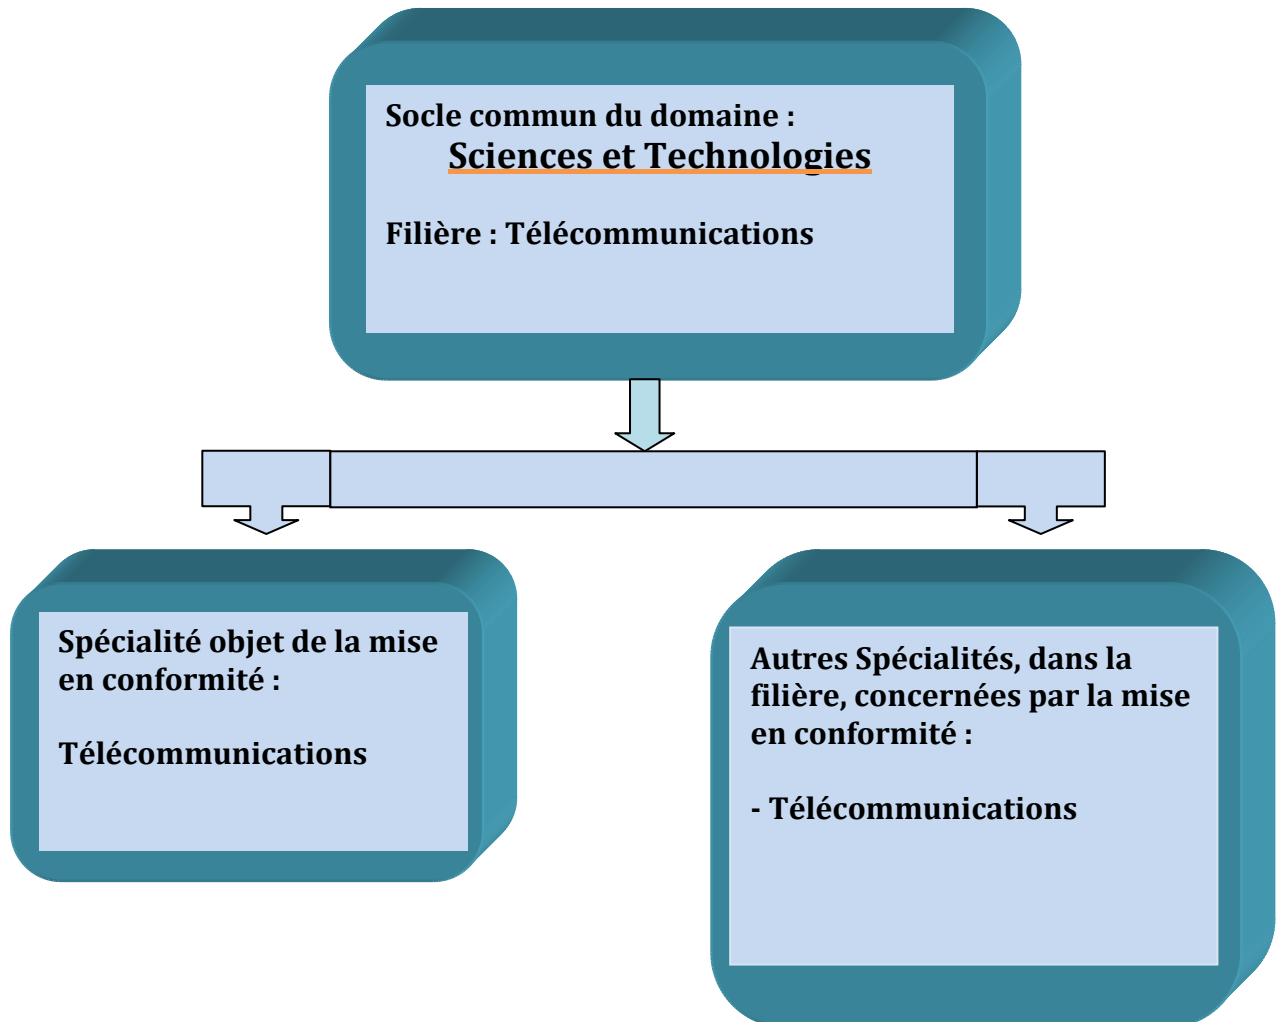 Socle commun du domaine :
Sciences et Technologies
Filière : Télécommunications
Spécialité objet de la mise
en conformité :
Télécommunications
Autres Spécialités, dans la
filière, concernées par la mise
en conformité :
- Télécommunications